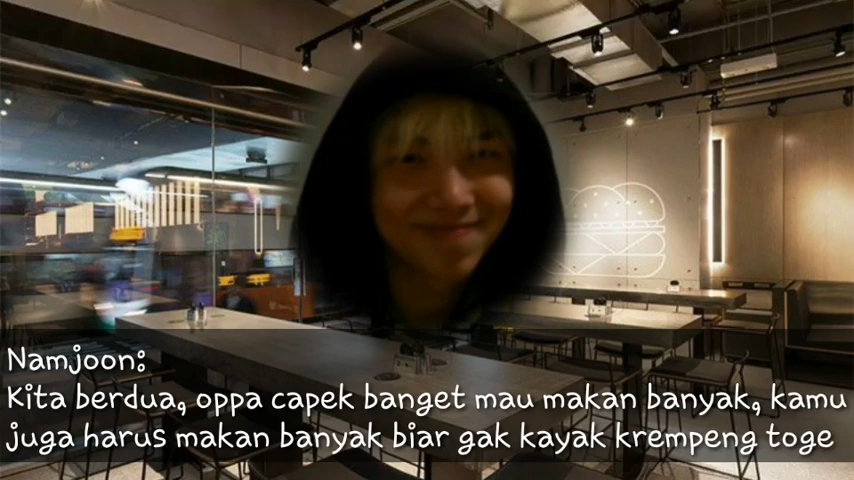 Namjoon:
Kita berdua, oppa capek banget mau makan banyak, kamu
juga harus makan banyak biar gak kayak krempeng toge